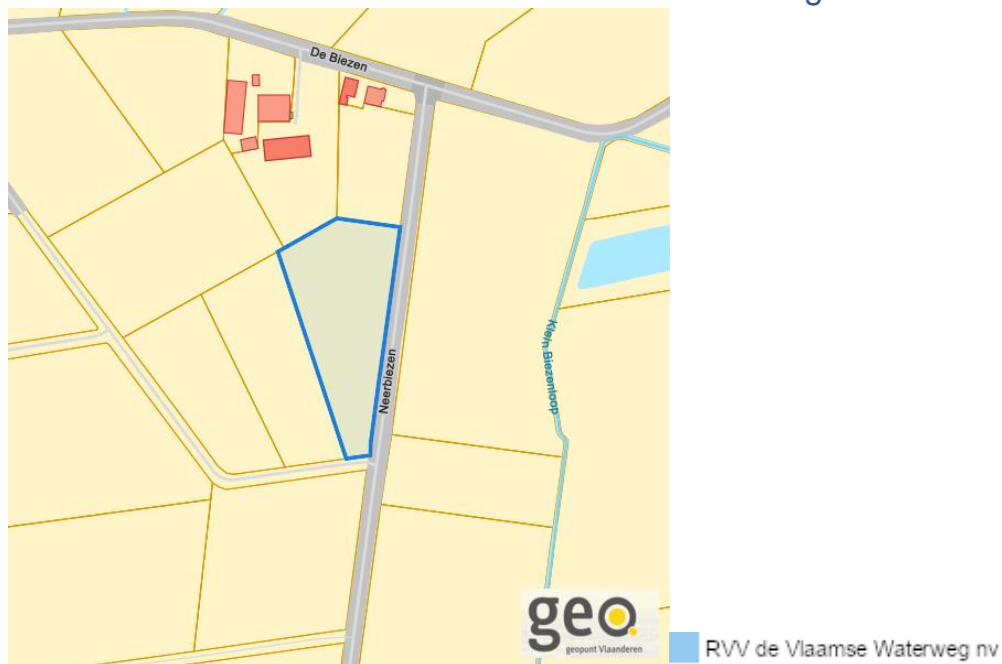 De Biezen
Neerbiezen
Klein Biezenloop
geo.
geopunt Vlaanderen
RVV de Vlaamse Waterweg nv